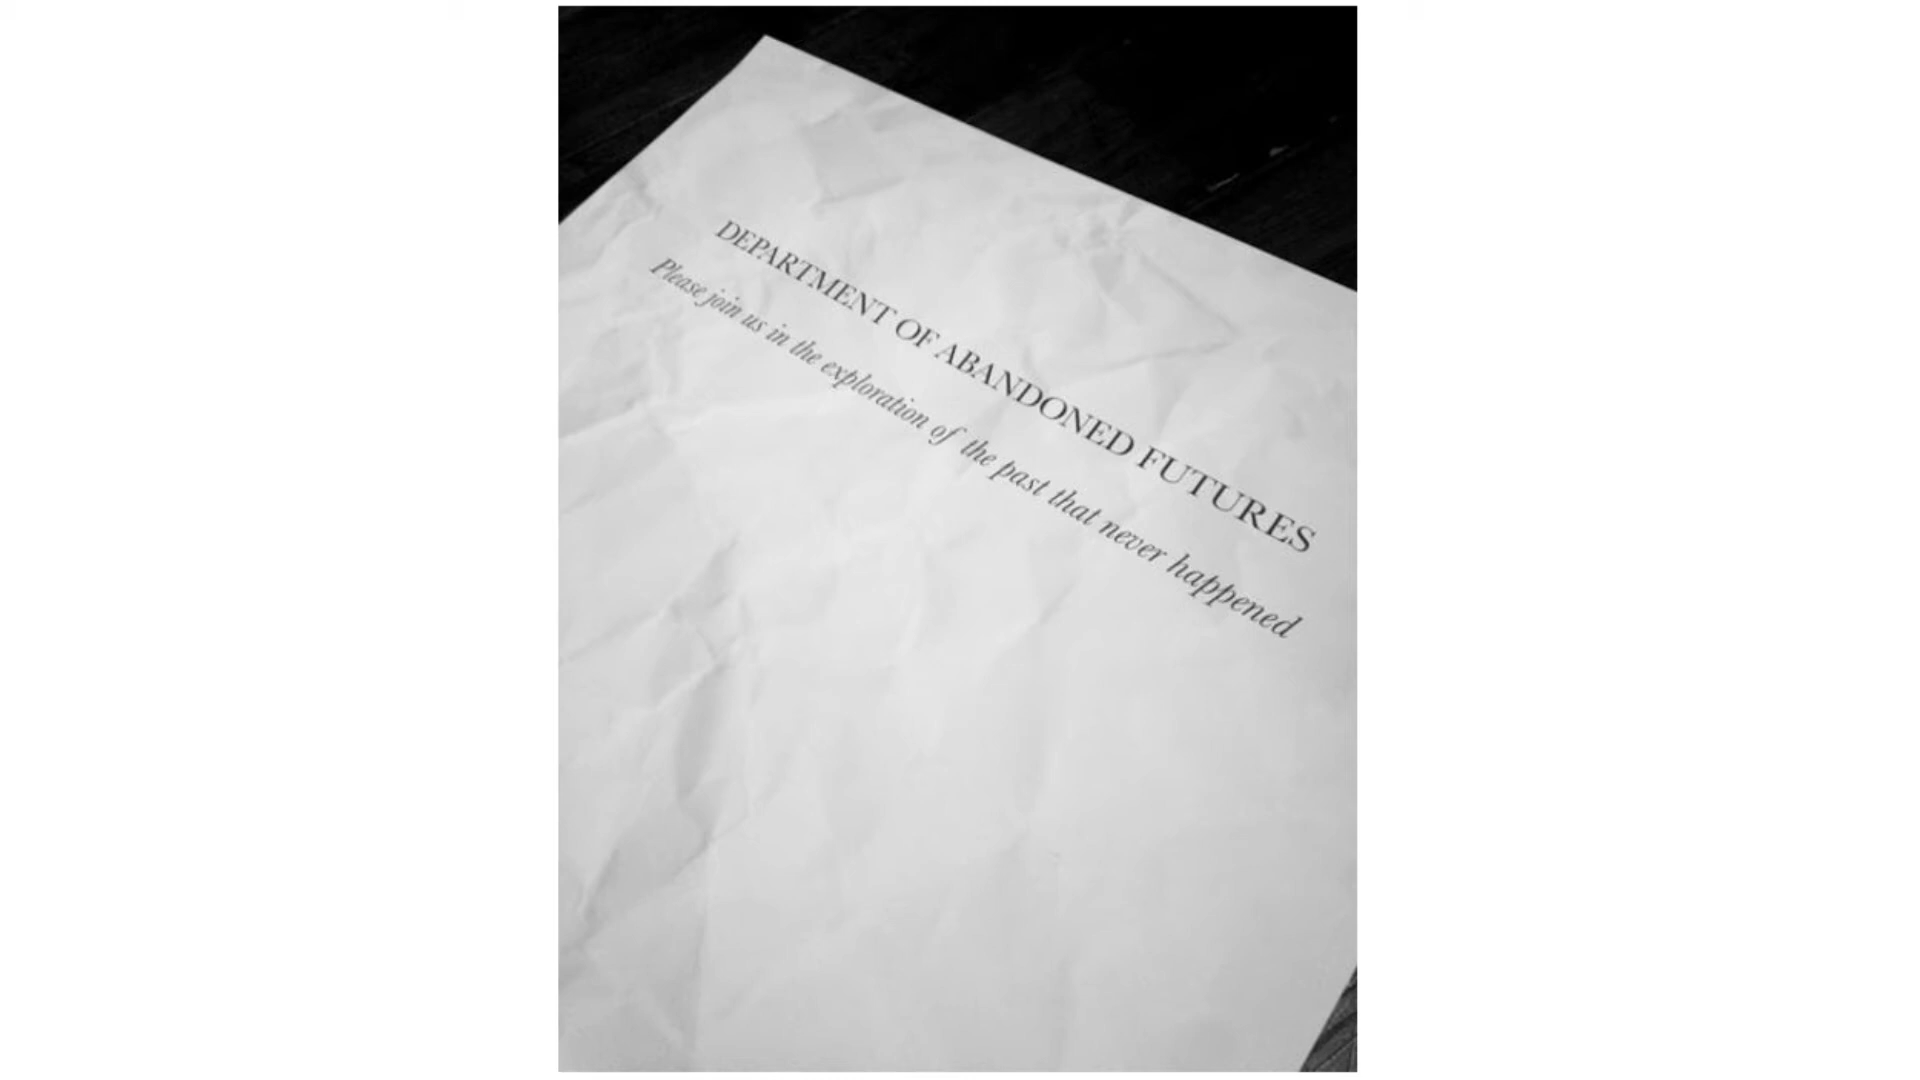 DEPARTMENT OF ABANDONED FUTURES
Please join us in the exploration of the past that never happened